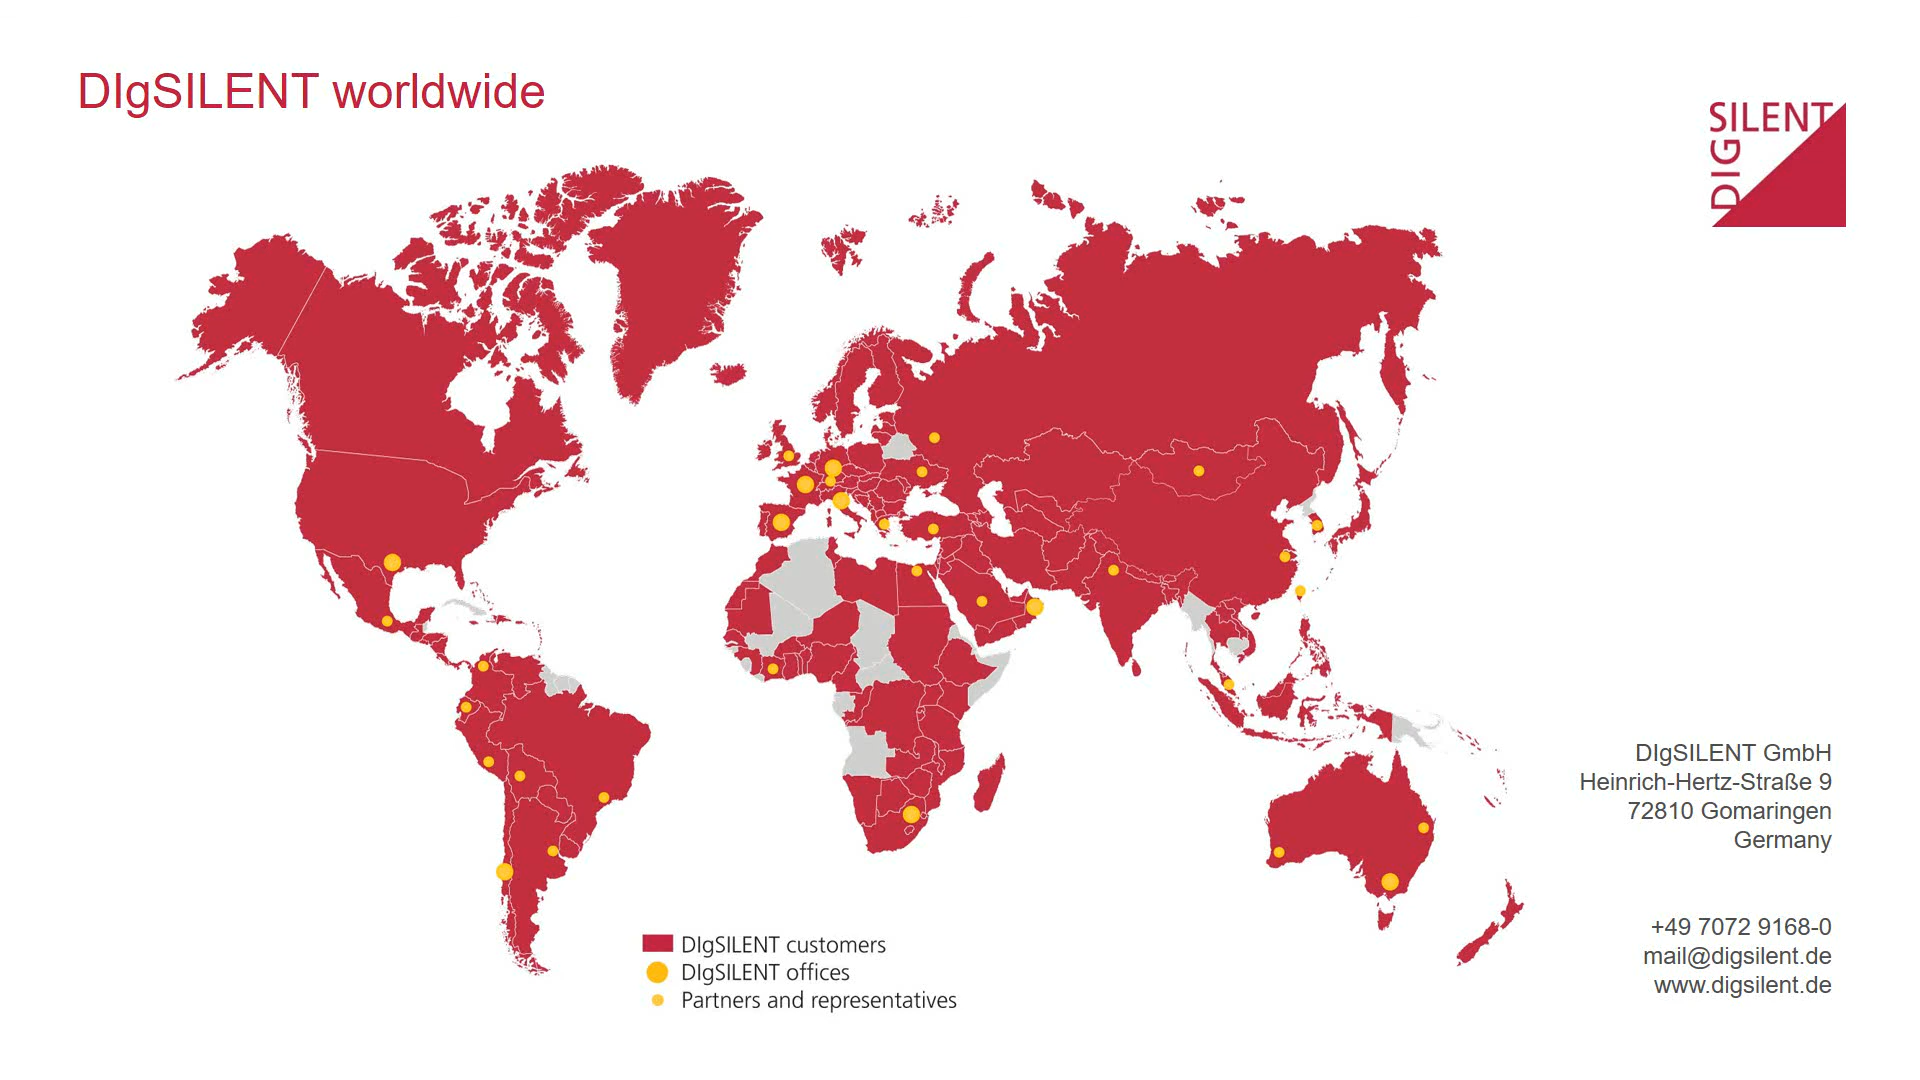 DIgSILENT worldwide
SILENT
DIG
DIgSILENT GmbH
Heinrich-Hertz-Straße 9
72810 Gomaringen
Germany
+49 7072 9168-0
mail@digsilent.de
www.digsilent.de
DIgSILENT customers
DIgSILENT offices
Partners and representatives